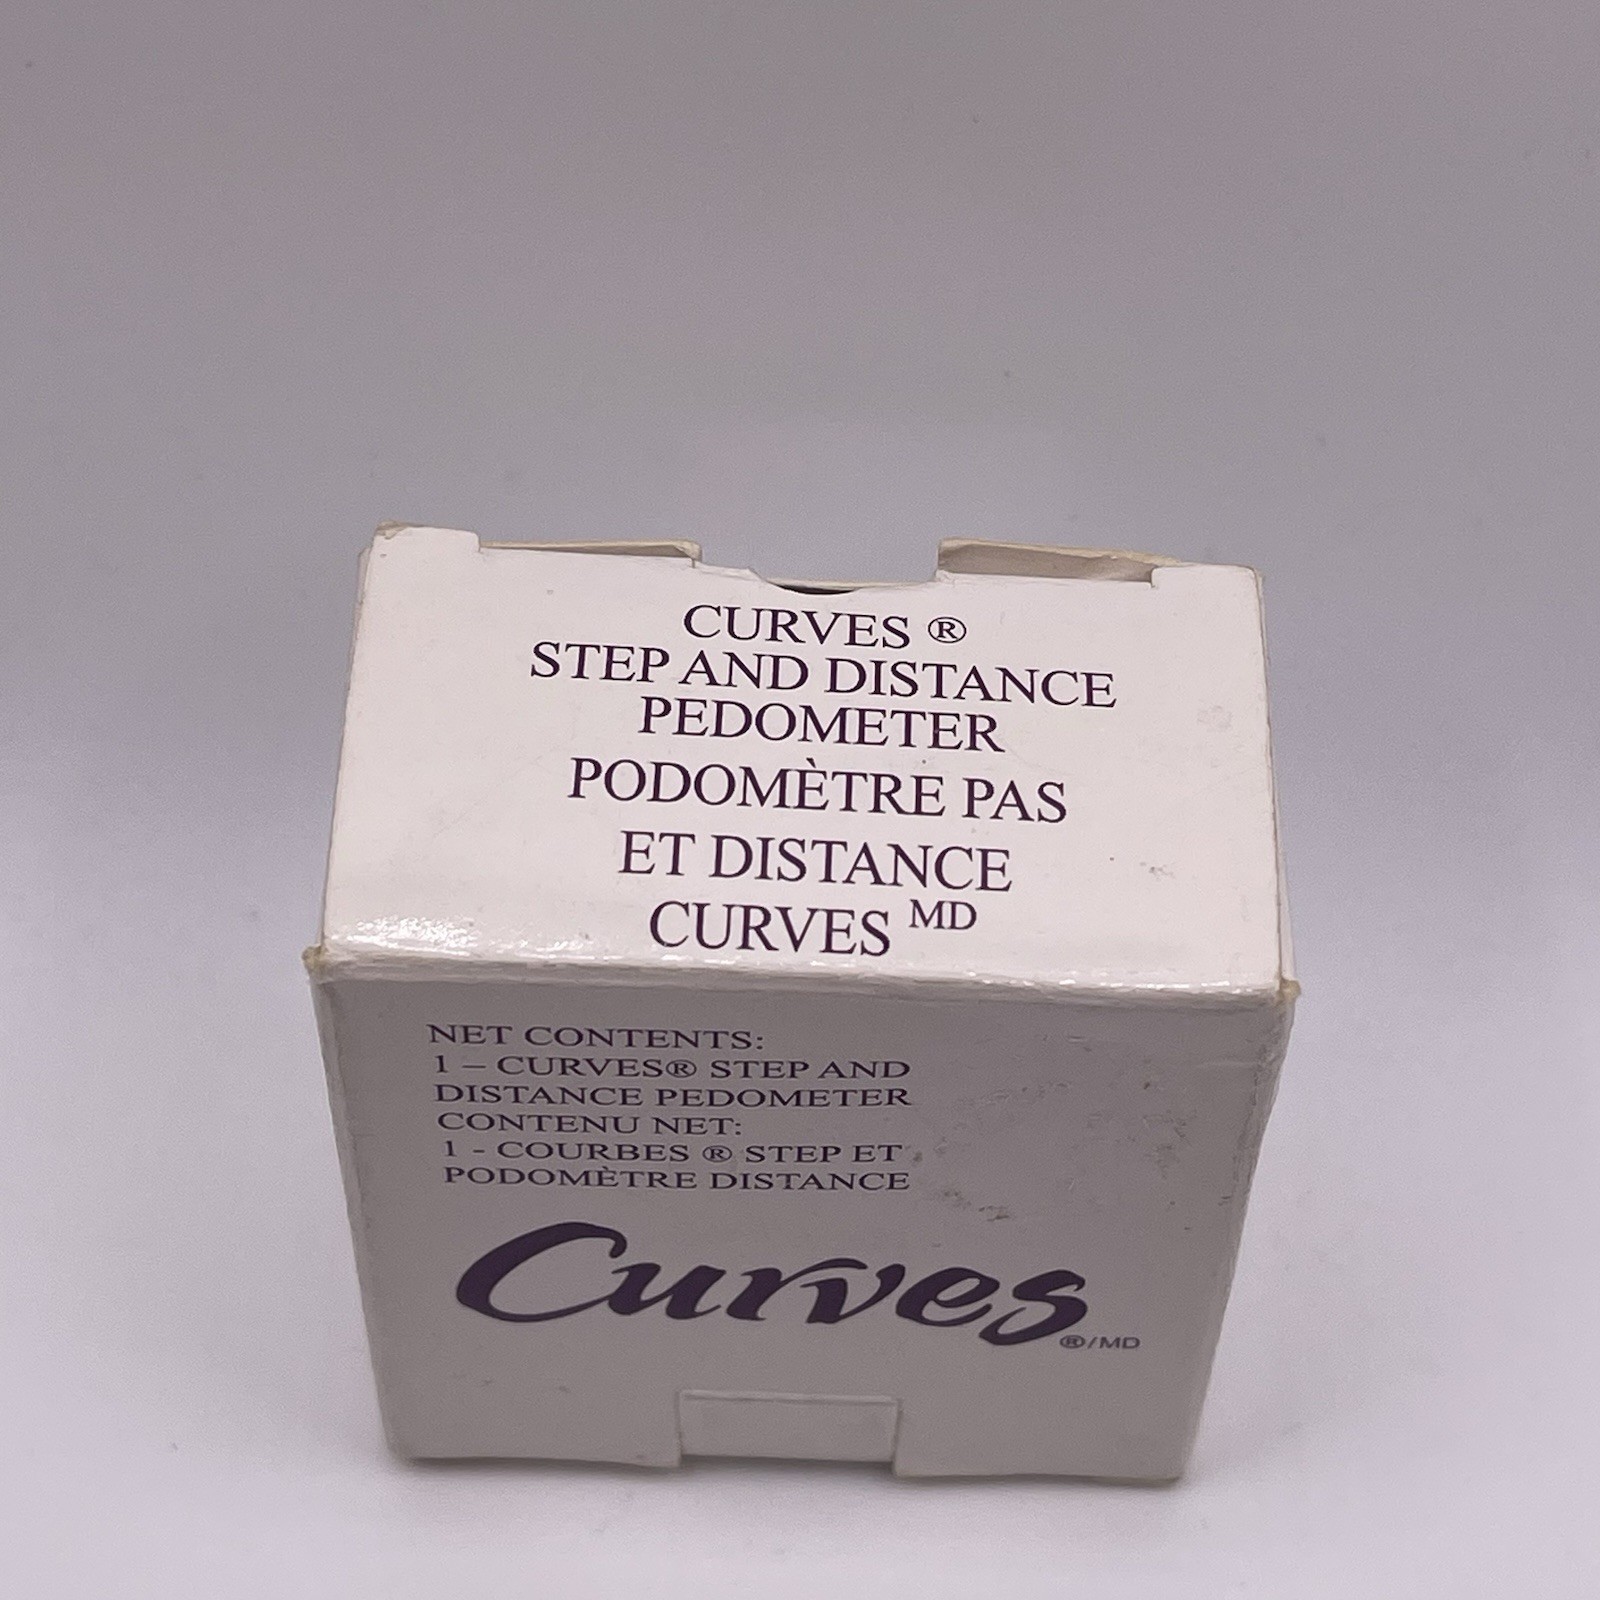 CURVES ®
STEP AND DISTANCE
PEDOMETER
PODOMÈTRE PAS
ET DISTANCE
CURVES MD
NET CONTENTS:
1 – CURVES® STEP AND
DISTANCE PEDOMETER
CONTENU NET:
1 - COURBES ® STEP ET
PODOMÈTRE DISTANCE
Curves
®/MD